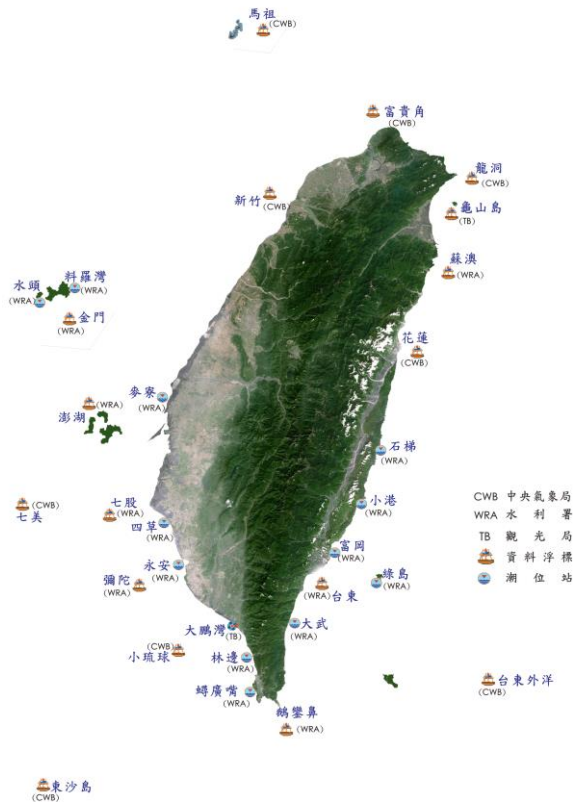 馬祖
(CWB)
富貴角
(CWB)
龍洞
(CWB)
新竹
(CWB)
龜山島
(TB)
蘇澳
(WRA)
料羅灣
(WRA)
水頭
(WRA)
金門
(WRA)
花蓮
(CWB)
麥寮
(WRA)
澎湖
(WRA)
石梯
(WRA)
七美
(CWB)
七股
(WRA)
四草
(WRA)
小港
(WRA)
CWB 中央氣象局
WRA 水利署
TB 觀光局
資料浮標
潮位站
富岡
(WRA)
永安
(WRA)
彌陀
(WRA)
台東
(WRA)
綠島
(WRA)
大鵬灣
(TB)
大武
(WRA)
小琉球
(CWB)
林邊
(WRA)
蟳廣嘴
(WRA)
台東外洋
(CWB)
鵝鑾鼻
(WRA)
東沙島
(CWB)